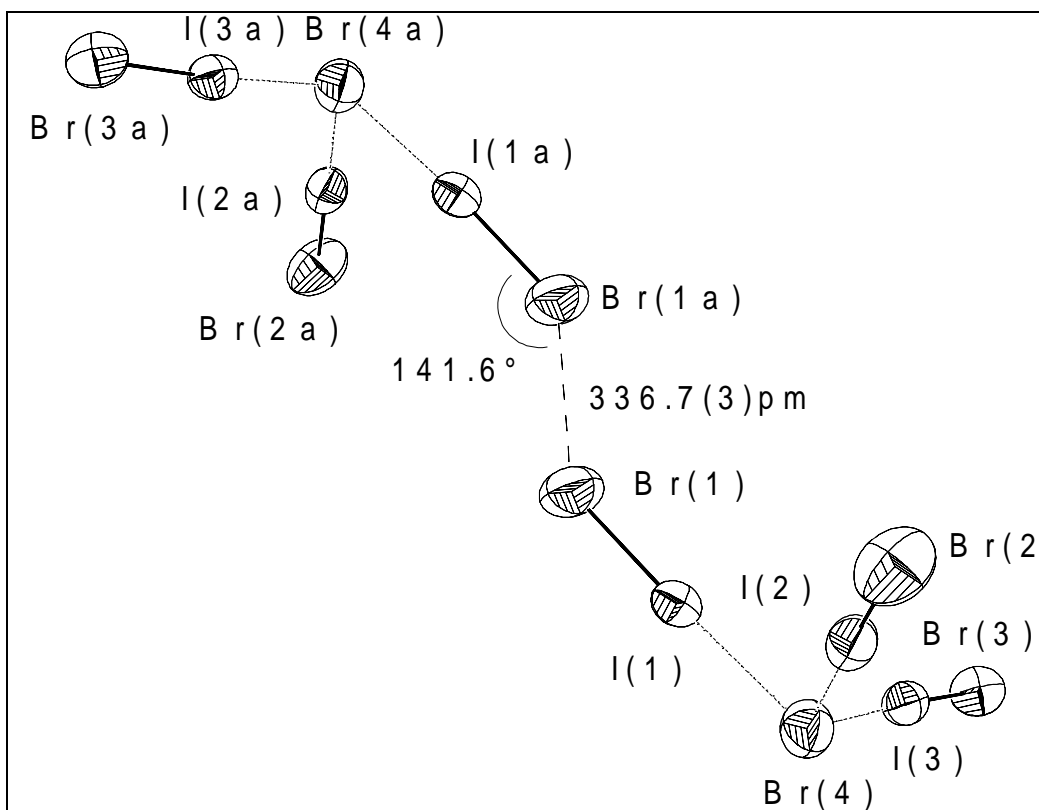 I(3a) Br(4a)
Br(3a)
I(1a)
I(2a)
Br(1a)
Br(2a)
141.6°
336.7(3)pm
Br(1)
Br(2
I(2)
Br(3)
I(1)
I(3)
Br(4)